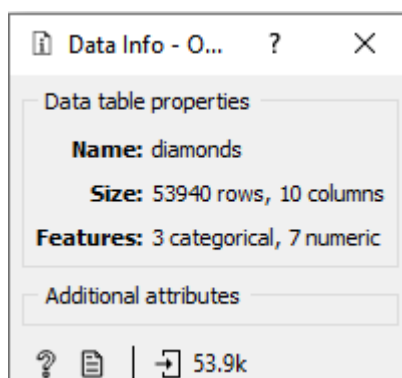 Data Info - O... ?
Data table properties
Name: diamonds
Size: 53940 rows, 10 columns
Features: 3 categorical, 7 numeric
Additional attributes
? 53.9k